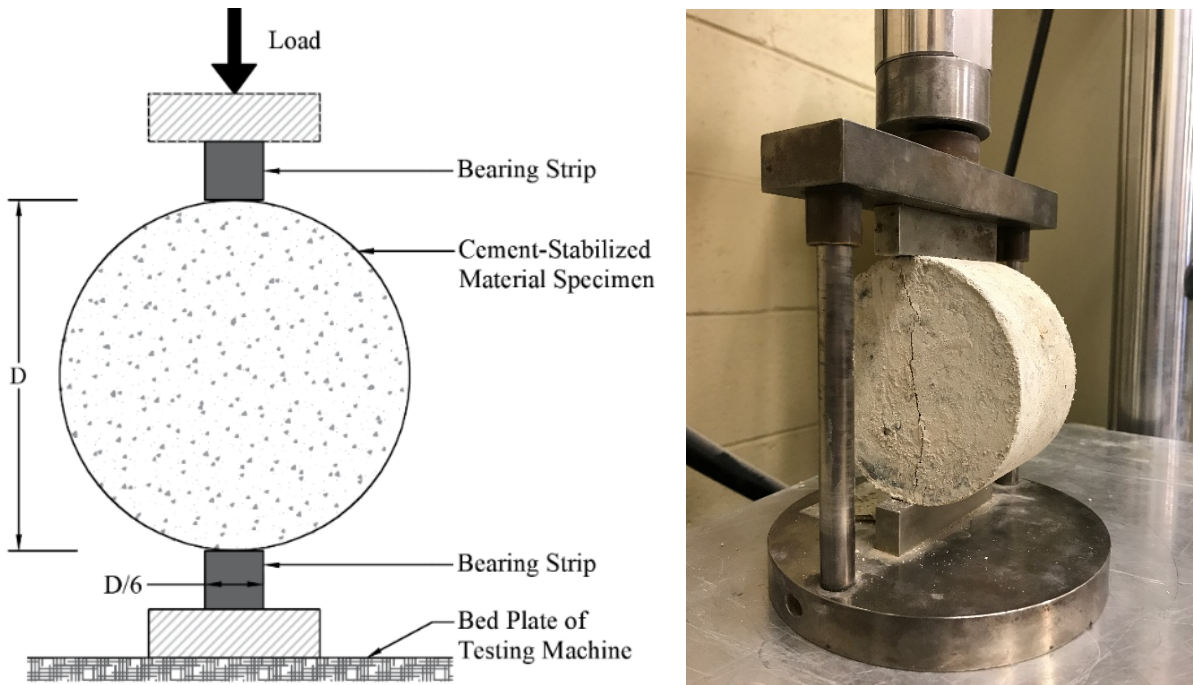 Load
Bearing Strip
Cement-Stabilized
Material Specimen
D
Bearing Strip
D/6
Bed Plate of
Testing Machine